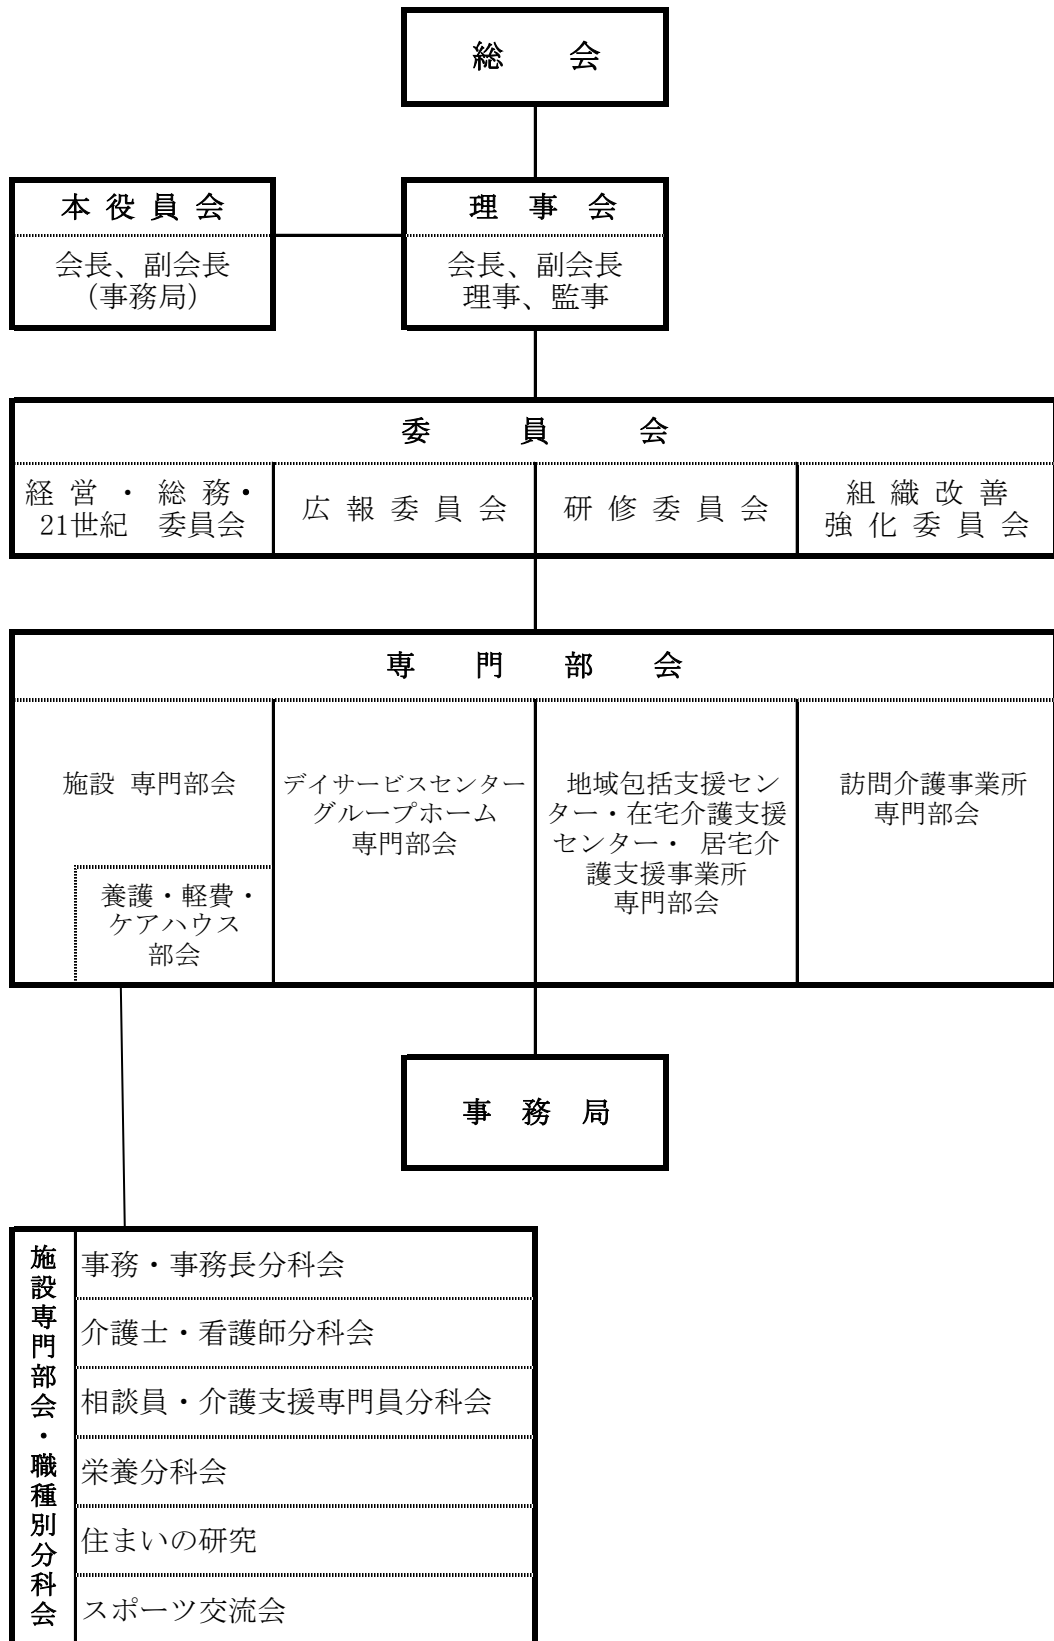 総　会
本 役 員 会
会長、副会長
(事務局)
理　事　会
会長、副会長
理事、監事
委　　員　　会
経 営 ・ 総 務・
21世紀　委員会
広 報 委 員 会
研 修 委 員 会
組 織 改 善
強 化 委 員 会
専　門　部　会
施設 専門部会
養護・軽費・
ケアハウス
部会
デイサービスセンター
グループホーム
専門部会
地域包括支援セン
ター・在宅介護支援
センター・ 居宅介
護支援事業所
専門部会
訪問介護事業所
専門部会
事　務　局
施設専門部会・職種別分科会
事務・事務長分科会
介護士・看護師分科会
相談員・介護支援専門員分科会
栄養分科会
住まいの研究
スポーツ交流会